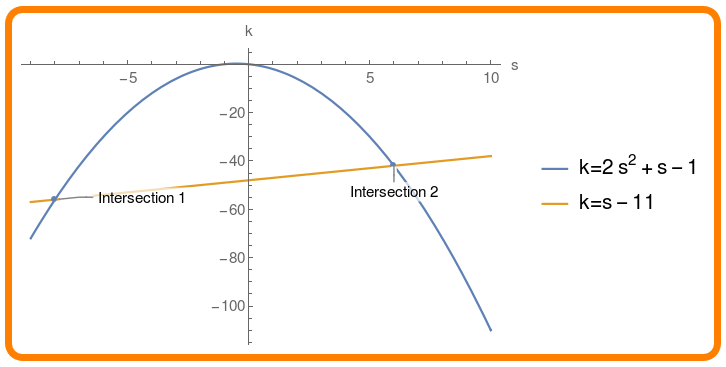 k
s
−5
5
10
−20
−40
−60
−80
−100
Intersection 1
Intersection 2
k=2 s² + s − 1
k=s − 11